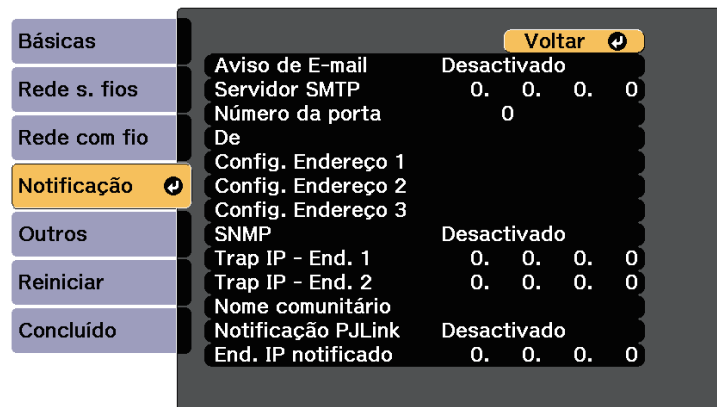 Básicas
Rede s. fios
Rede com fio
Notificação
Outros
Reiniciar
Concluído
Voltar
Aviso de E-mail Desactivado
Servidor SMTP 0. 0. 0. 0
Número da porta 0
De
Config. Endereço 1
Config. Endereço 2
Config. Endereço 3
SNMP Desactivado
Trap IP - End. 1 0. 0. 0. 0
Trap IP - End. 2 0. 0. 0. 0
Nome comunitário
Notificação PJLink Desactivado
End. IP notificado 0. 0. 0. 0